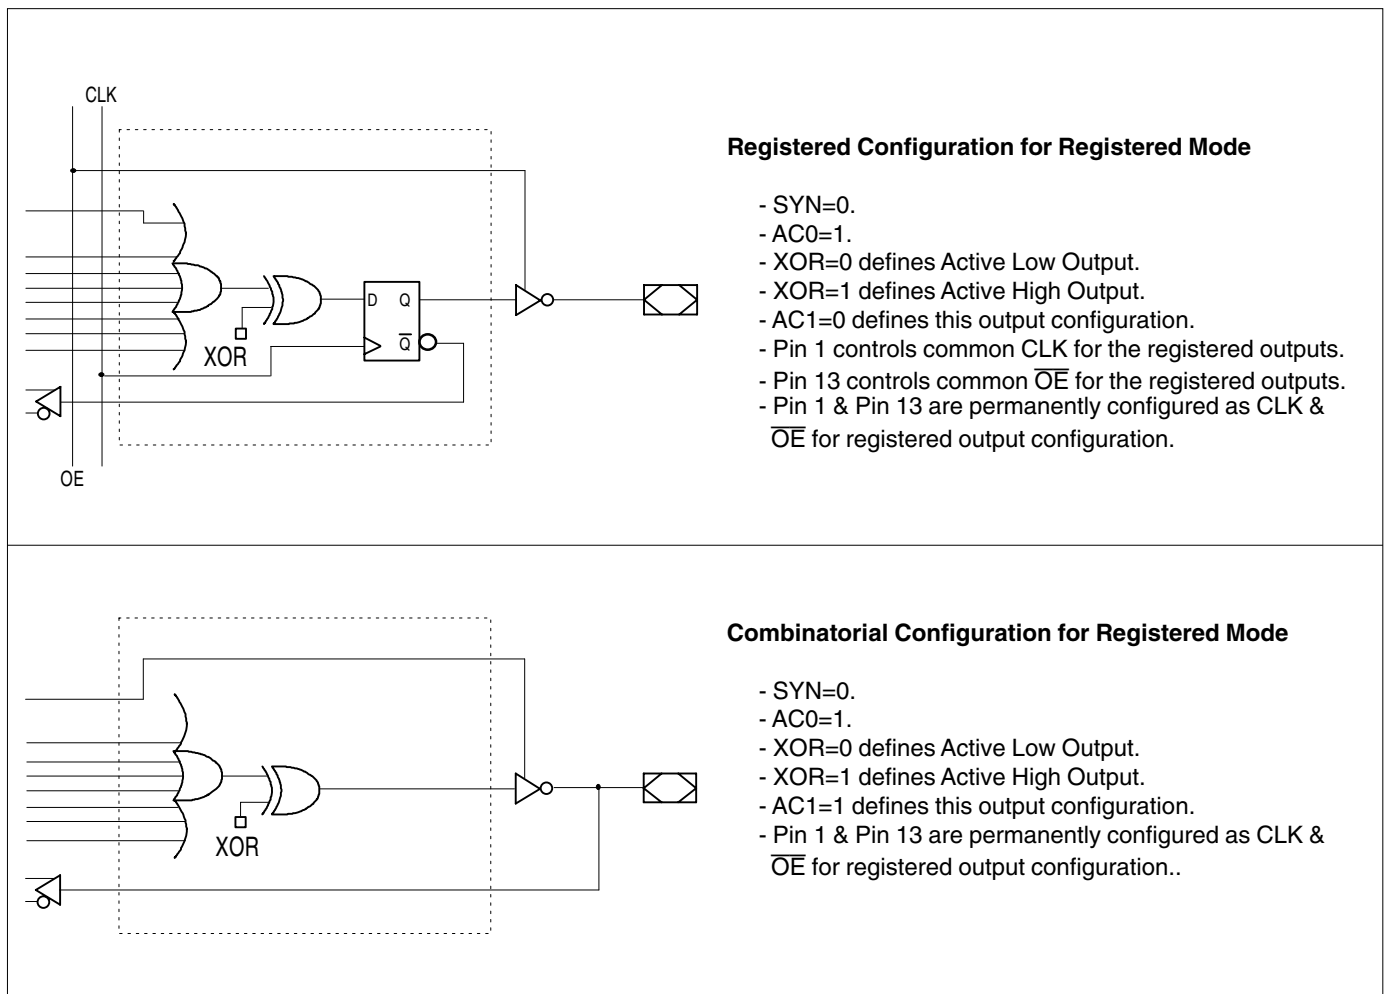 CLK
D Q
Q̅
XOR
OE
Registered Configuration for Registered Mode
- SYN=0.
- AC0=1.
- XOR=0 defines Active Low Output.
- XOR=1 defines Active High Output.
- AC1=0 defines this output configuration.
- Pin 1 controls common CLK for the registered outputs.
- Pin 13 controls common O̅E̅ for the registered outputs.
- Pin 1 & Pin 13 are permanently configured as CLK &
O̅E̅ for registered output configuration.
XOR
Combinatorial Configuration for Registered Mode
- SYN=0.
- AC0=1.
- XOR=0 defines Active Low Output.
- XOR=1 defines Active High Output.
- AC1=1 defines this output configuration.
- Pin 1 & Pin 13 are permanently configured as CLK &
O̅E̅ for registered output configuration..